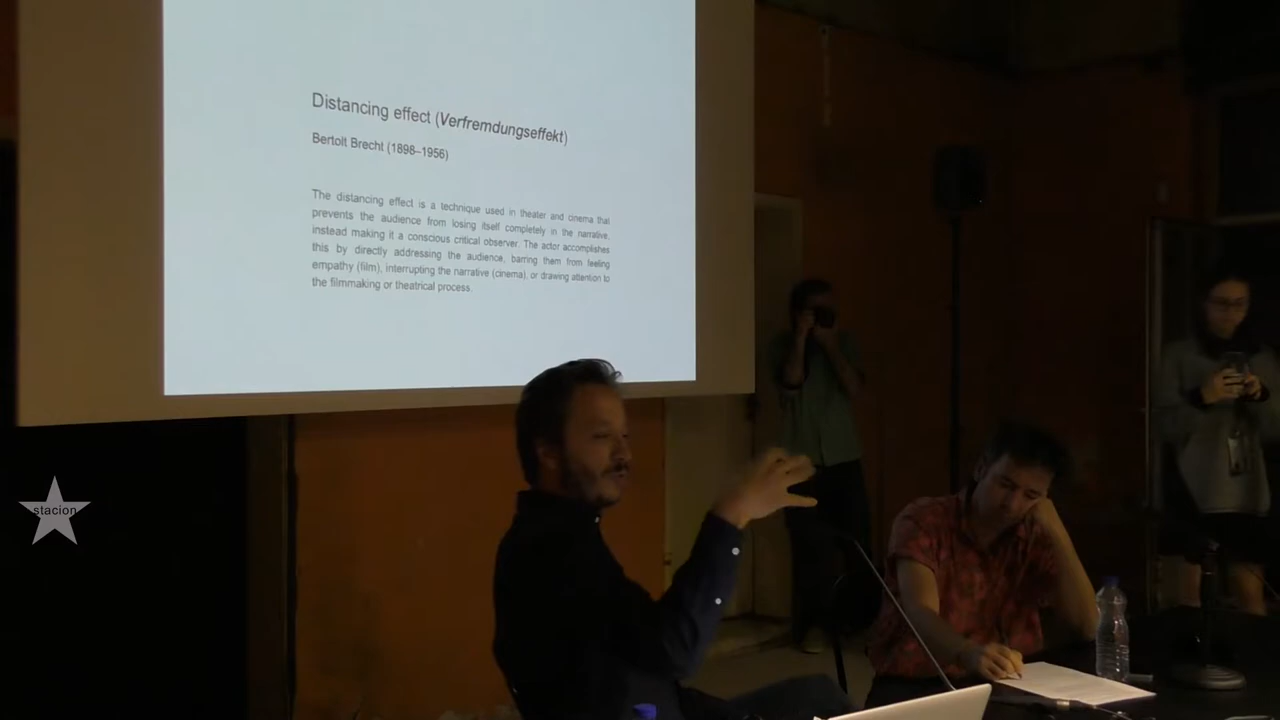 Distancing effect (Verfremdungseffekt)
Bertolt Brecht (1898–1956)
The distancing effect is a technique used in theater and cinema that
prevents the audience from losing itself completely in the narrative,
instead making it a conscious critical observer. The actor accomplishes
this by directly addressing the audience, barring them from feeling
empathy (film), interrupting the narrative (cinema), or drawing attention to
the filmmaking or theatrical process.
stacion